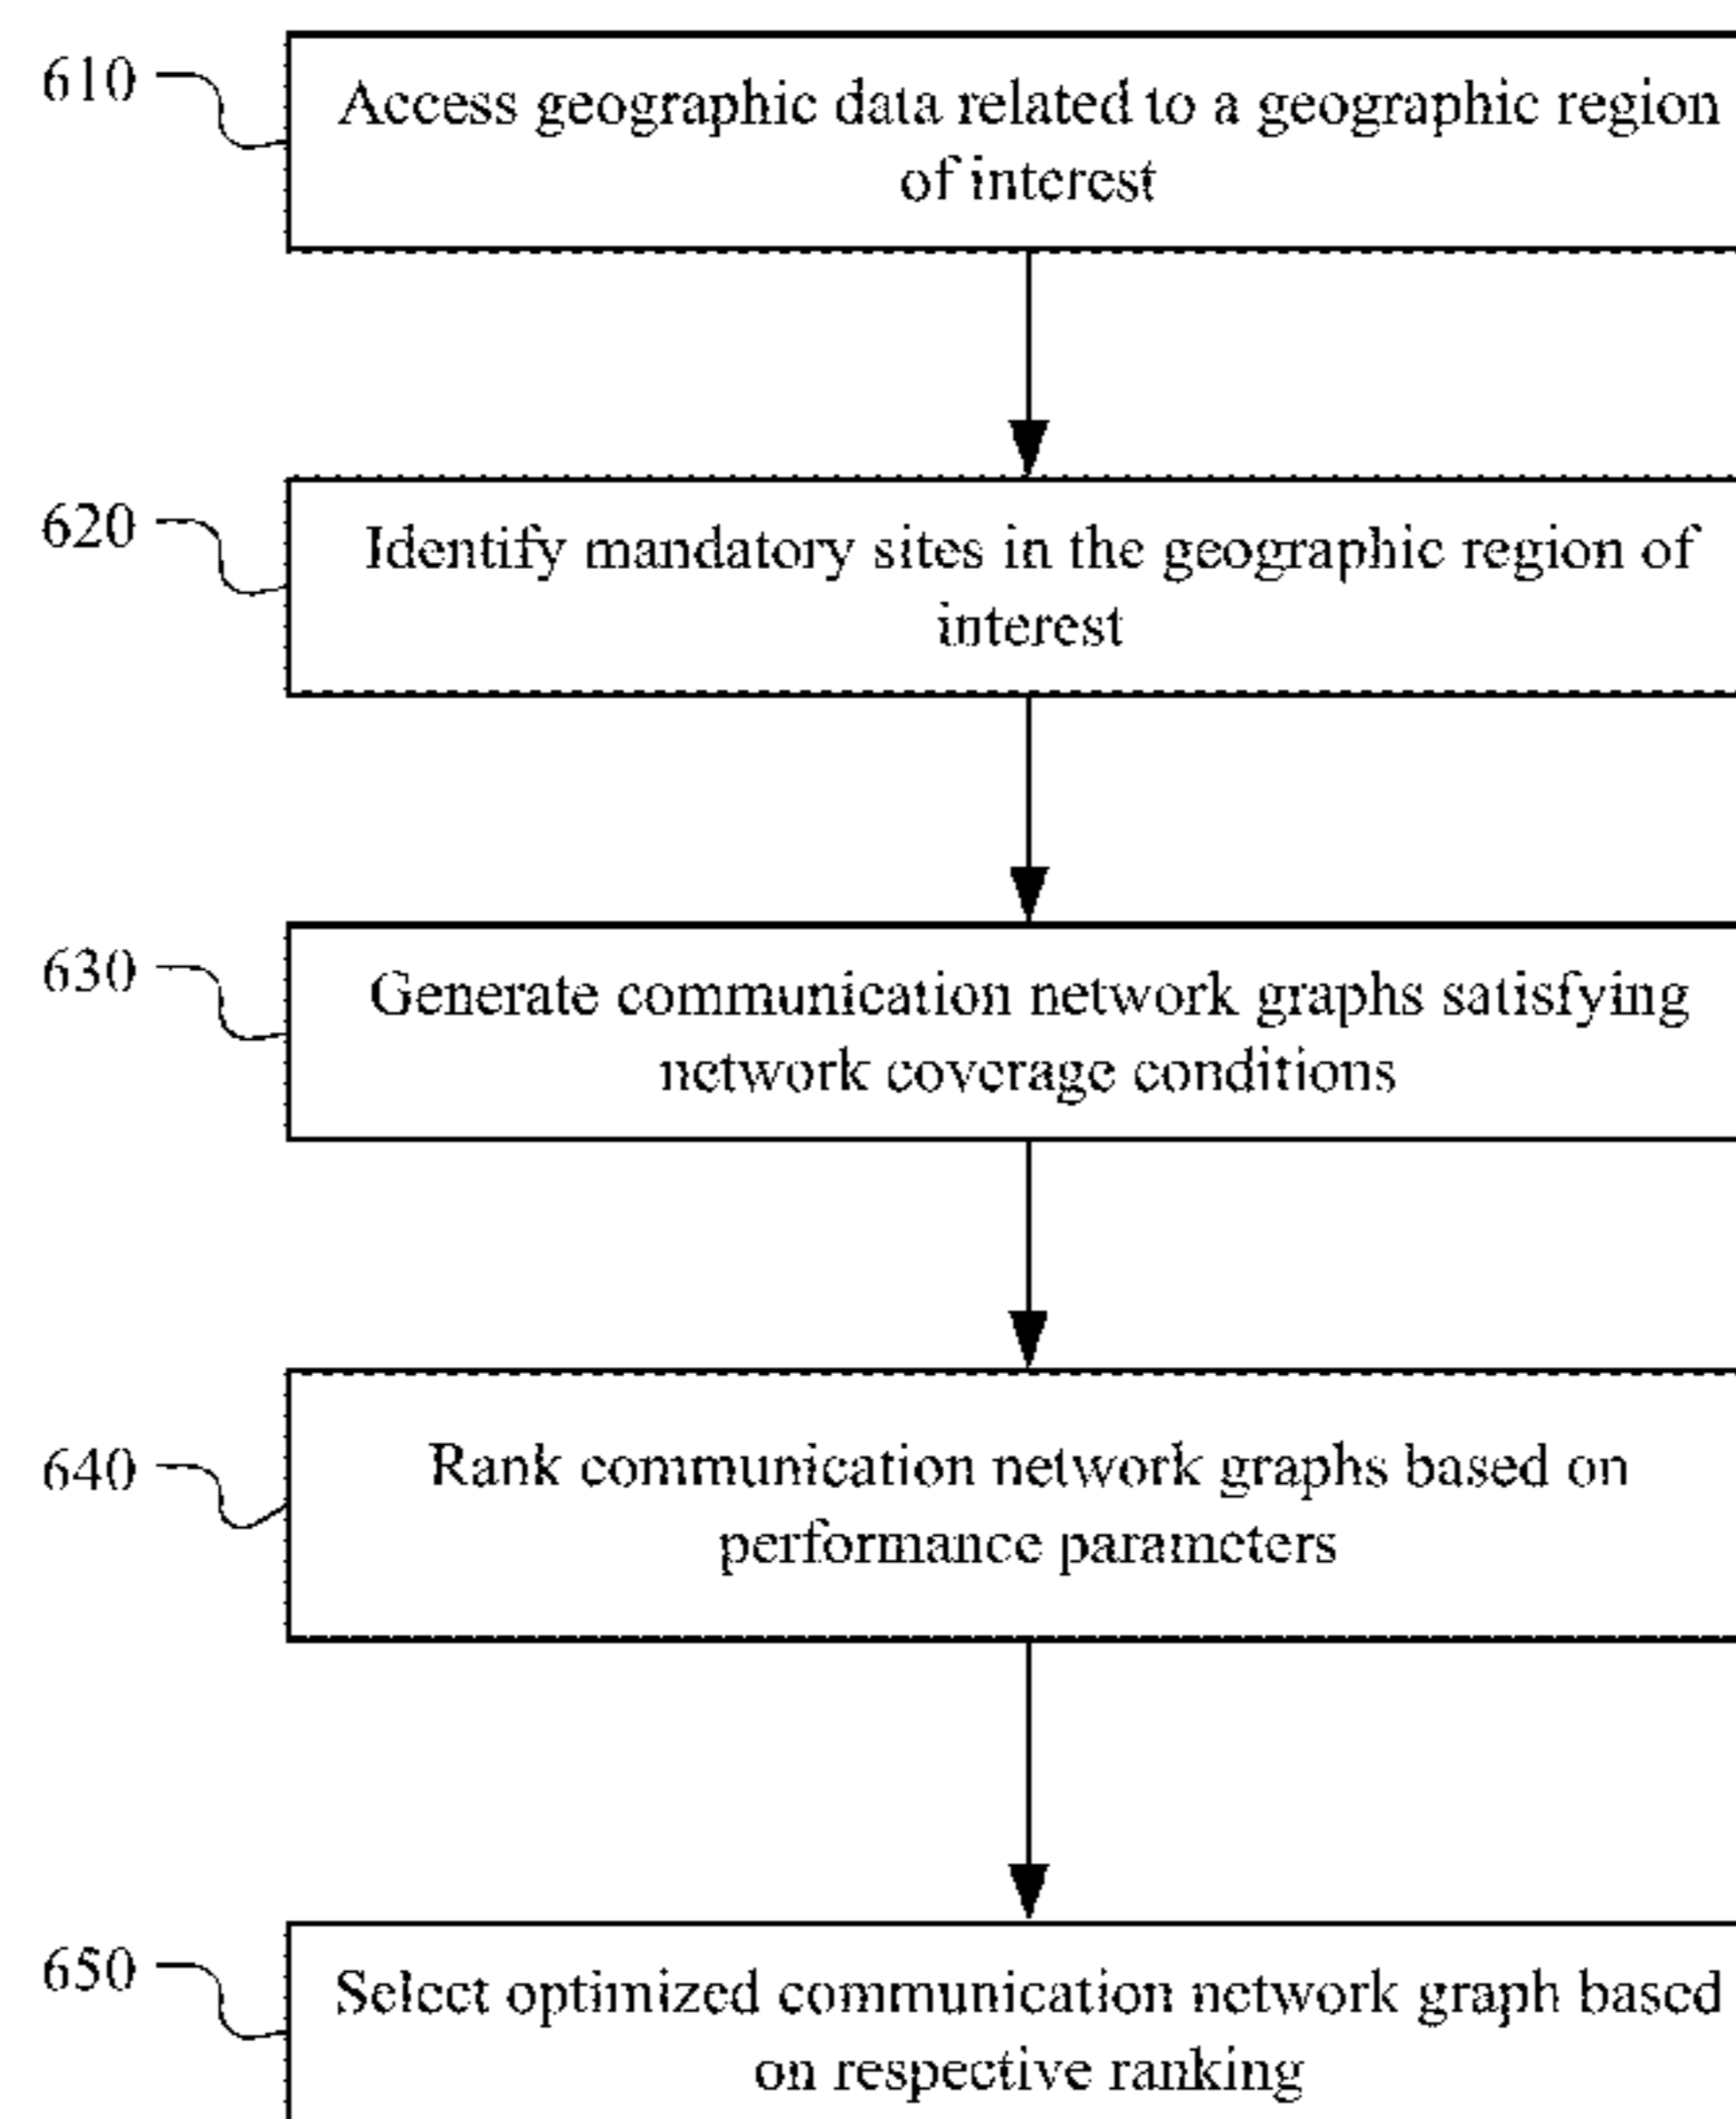 610
Access geographic data related to a geographic region
of interest
620
Identify mandatory sites in the geographic region of
interest
630
Generate communication network graphs satisfying
network coverage conditions
640
Rank communication network graphs based on
performance parameters
650
Select optimized communication network graph based
on respective ranking